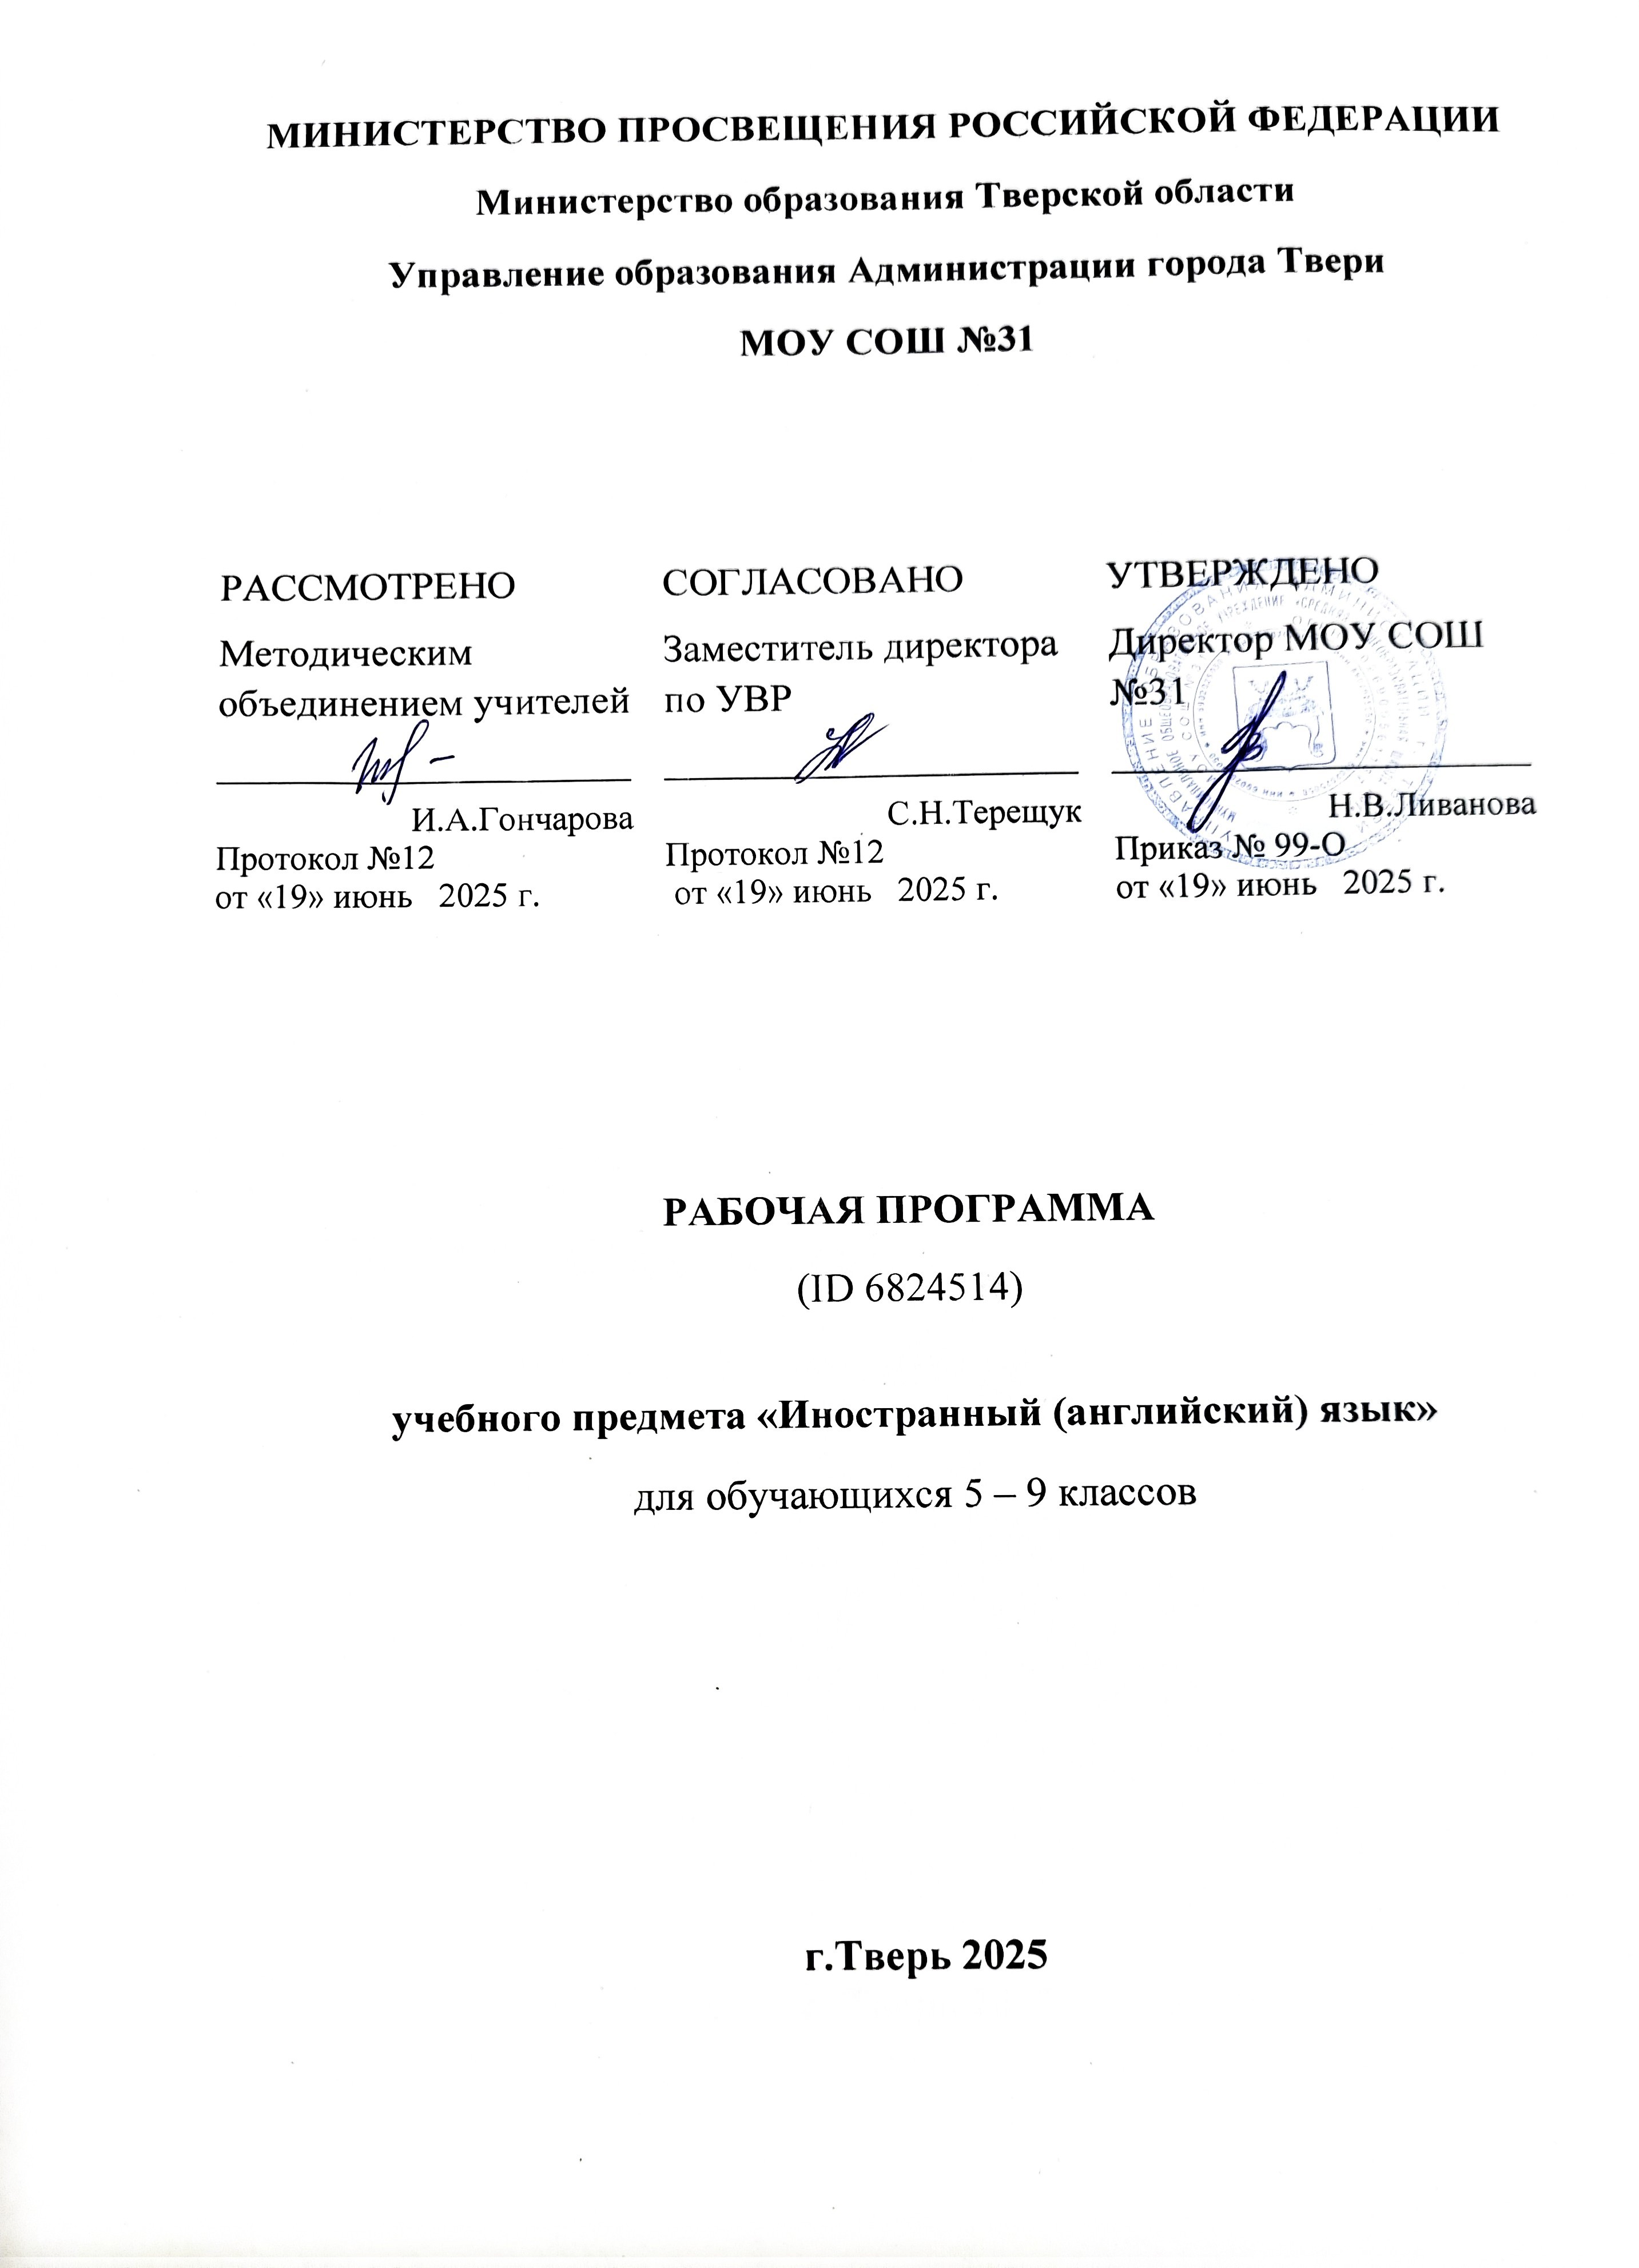 МИНИСТЕРСТВО ПРОСВЕЩЕНИЯ РОССИЙСКОЙ ФЕДЕРАЦИИ
Министерство образования Тверской области
Управление образования Администрации города Твери
МОУ СОШ №31
РАССМОТРЕНО
Методическим
объединением учителей
И.А.Гончарова
Протокол №12
от «19» июнь 2025 г.
СОГЛАСОВАНО
Заместитель директора
по УВР
С.Н.Терещук
Протокол №12
от «19» июнь 2025 г.
УТВЕРЖДЕНО
Директор МОУ СОШ
№31
Н.В.Ливанова
Приказ № 99-О
от «19» июнь 2025 г.
РАБОЧАЯ ПРОГРАММА
(ID 6824514)
учебного предмета «Иностранный (английский) язык»
для обучающихся 5 – 9 классов
г.Тверь 2025